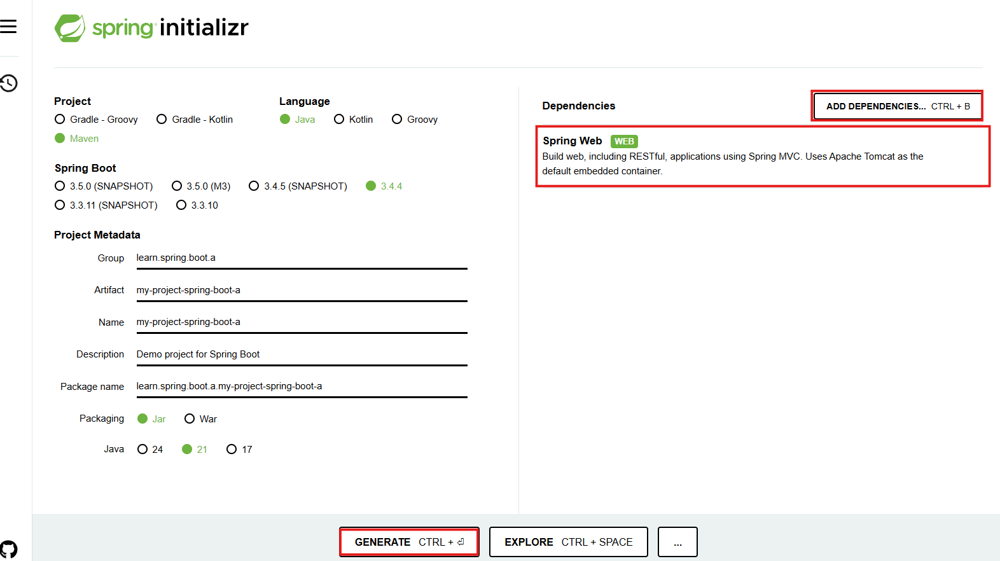 spring initializr
Project
Gradle - Groovy Gradle - Kotlin
Maven
Language
Java Kotlin Groovy
Spring Boot
3.5.0 (SNAPSHOT) 3.5.0 (M3) 3.4.5 (SNAPSHOT) 3.4.4
3.3.11 (SNAPSHOT) 3.3.10
Project Metadata
Group learn.spring.boot.a
Artifact my-project-spring-boot-a
Name my-project-spring-boot-a
Description Demo project for Spring Boot
Package name learn.spring.boot.a.my-project-spring-boot-a
Packaging Jar War
Java 24 21 17
Dependencies
ADD DEPENDENCIES... CTRL + B
Spring Web WEB
Build web, including RESTful, applications using Spring MVC. Uses Apache Tomcat as the
default embedded container.
GENERATE CTRL + ⏎
EXPLORE CTRL + SPACE
...